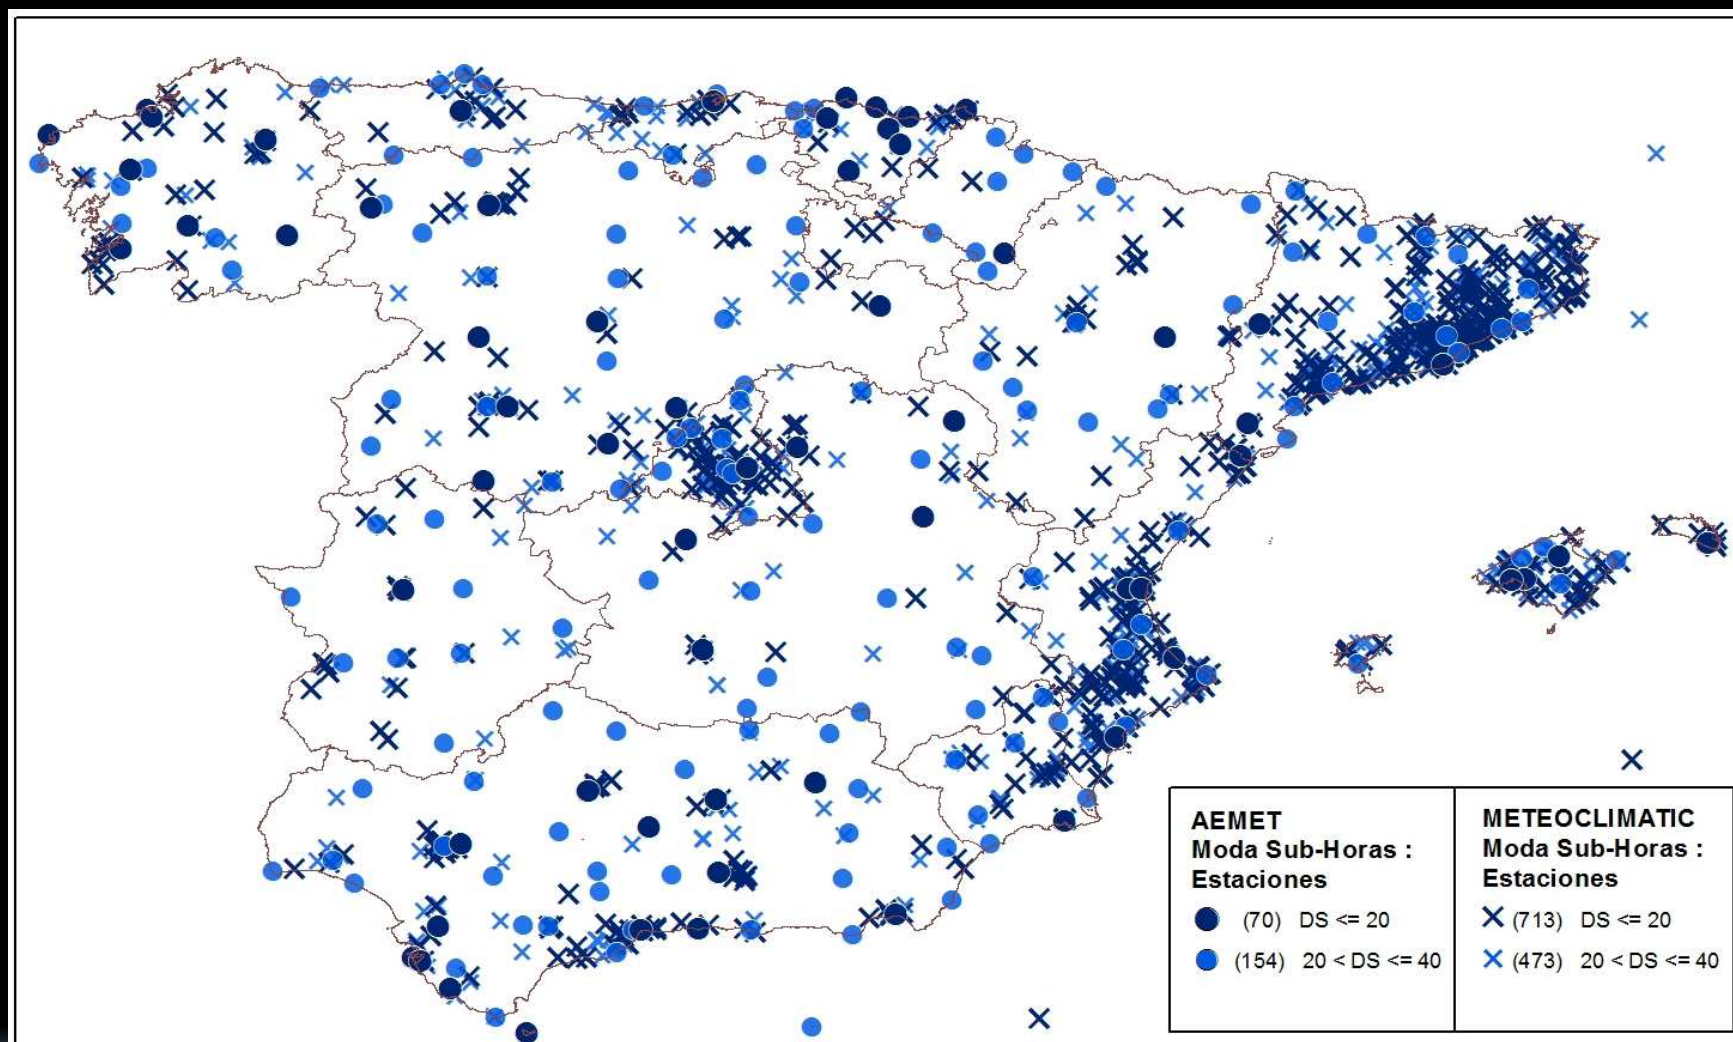 AEMET
Moda Sub-Horas :
Estaciones
(70) DS <= 20
(154) 20 < DS <= 40
METEOCLIMATIC
Moda Sub-Horas :
Estaciones
(713) DS <= 20
(473) 20 < DS <= 40